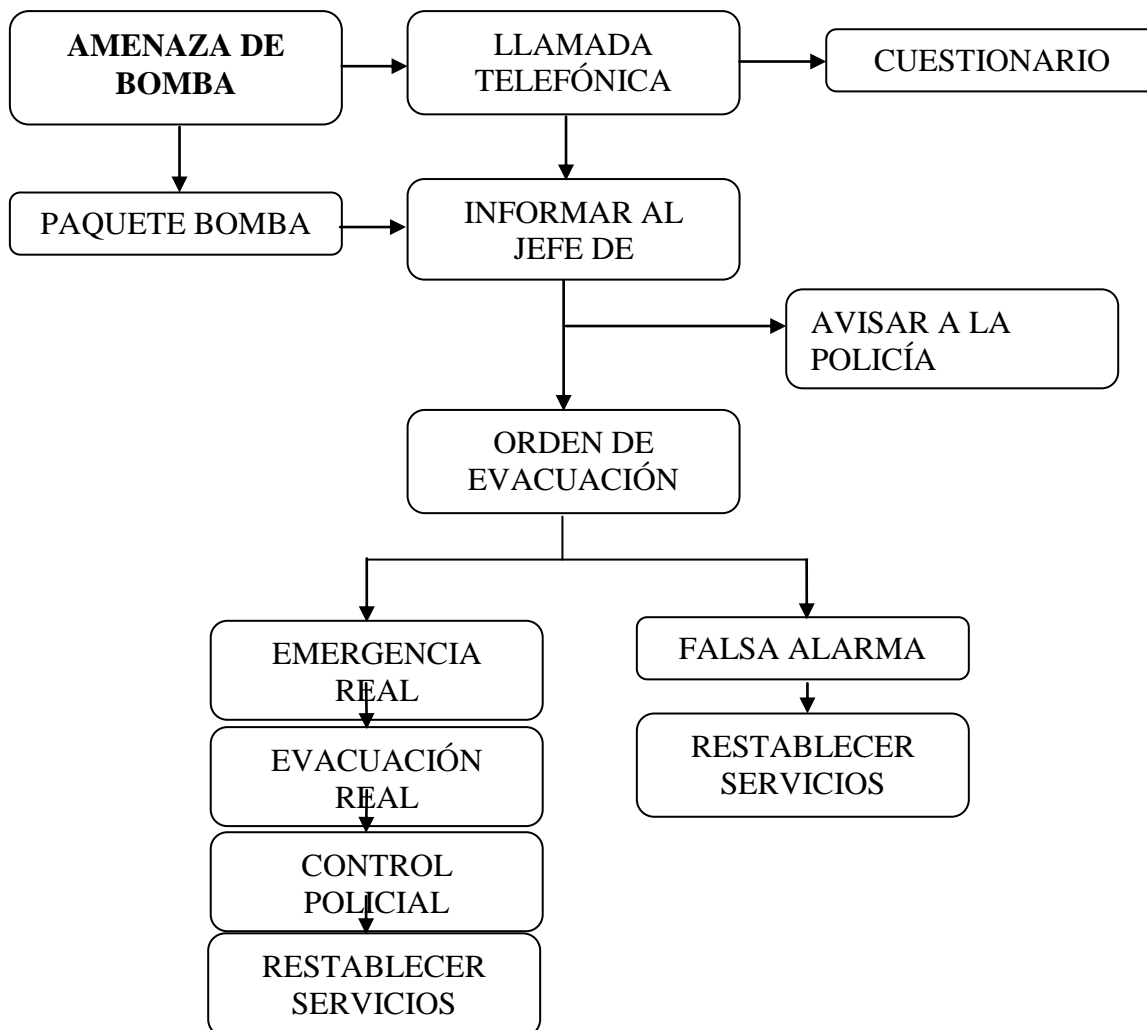 AMENAZA DE
BOMBA
LLAMADA
TELEFÓNICA
CUESTIONARIO
PAQUETE BOMBA
INFORMAR AL
JEFE DE
AVISAR A LA
POLICÍA
ORDEN DE
EVACUACIÓN
EMERGENCIA
REAL
FALSA ALARMA
EVACUACIÓN
REAL
RESTABLECER
SERVICIOS
CONTROL
POLICIAL
RESTABLECER
SERVICIOS